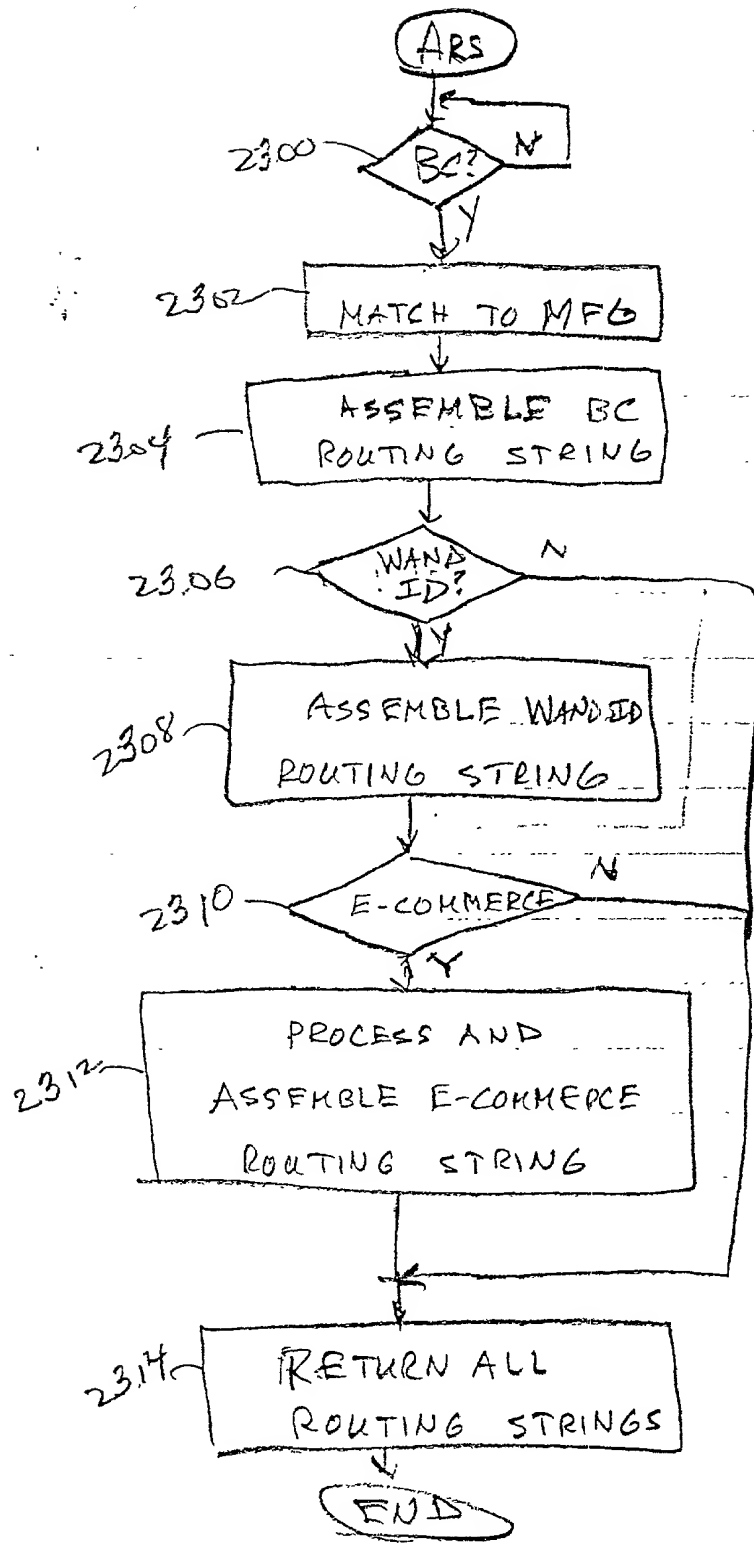 ARS
2300
BC?
N
Y
2302
MATCH TO MFG
2304
ASSEMBLE BC
ROUTING STRING
2306
WAND
ID?
N
Y
2308
ASSEMBLE WAND ID
ROUTING STRING
2310
E-COMMERCE
N
Y
2312
PROCESS AND
ASSEMBLE E-COMMERCE
ROUTING STRING
2314
RETURN ALL
ROUTING STRINGS
END